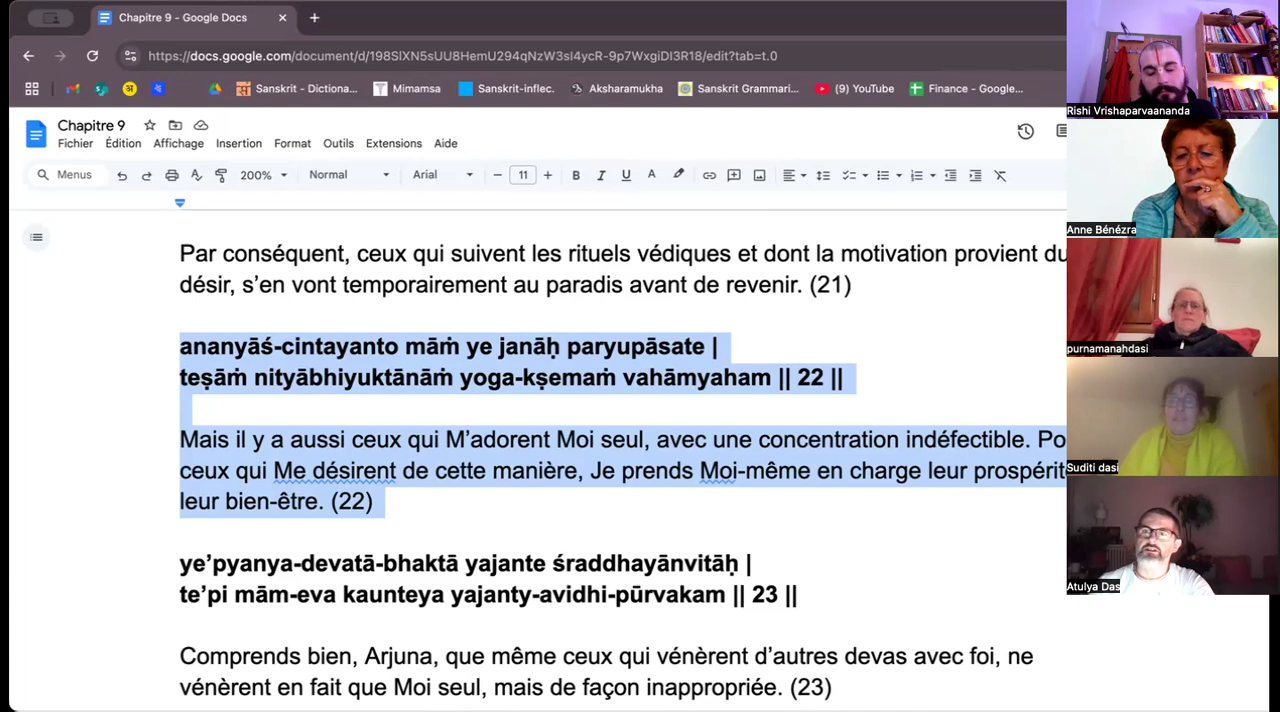 Chapitre 9 - Google Docs
https://docs.google.com/document/d/198SlXN5sUU8HemU294qNzW3sl4ycR-9p7WxgiDI3R18/edit?tab=t.0
Sanskrit - Dictiona...
Mimamsa
Sanskrit-inflec.
Aksharamukha
Sanskrit Grammari...
(9) YouTube
Finance - Google...
Chapitre 9
Fichier Édition Affichage Insertion Format Outils Extensions Aide
Menus 200% Normal Arial 11
Par conséquent, ceux qui suivent les rituels védiques et dont la motivation provient du
désir, s’en vont temporairement au paradis avant de revenir. (21)
ananyāś-cintayanto māṁ ye janāḥ paryupāsate |
teṣāṁ nityābhiyuktānāṁ yoga-kṣemaṁ vahāmyaham || 22 ||
Mais il y a aussi ceux qui M’adorent Moi seul, avec une concentration indéfectible. Po
ceux qui Me désirent de cette manière, Je prends Moi-même en charge leur prospérit
leur bien-être. (22)
ye’pyanya-devatā-bhaktā yajante śraddhayānvitāḥ |
te’pi mām-eva kaunteya yajanty-avidhi-pūrvakam || 23 ||
Comprends bien, Arjuna, que même ceux qui vénèrent d’autres devas avec foi, ne
vénèrent en fait que Moi seul, mais de façon inappropriée. (23)
Rishi Vrishaparvaananda
Anne Bénézra
purnamanahdasi
Suditi dasi
Atulya Das